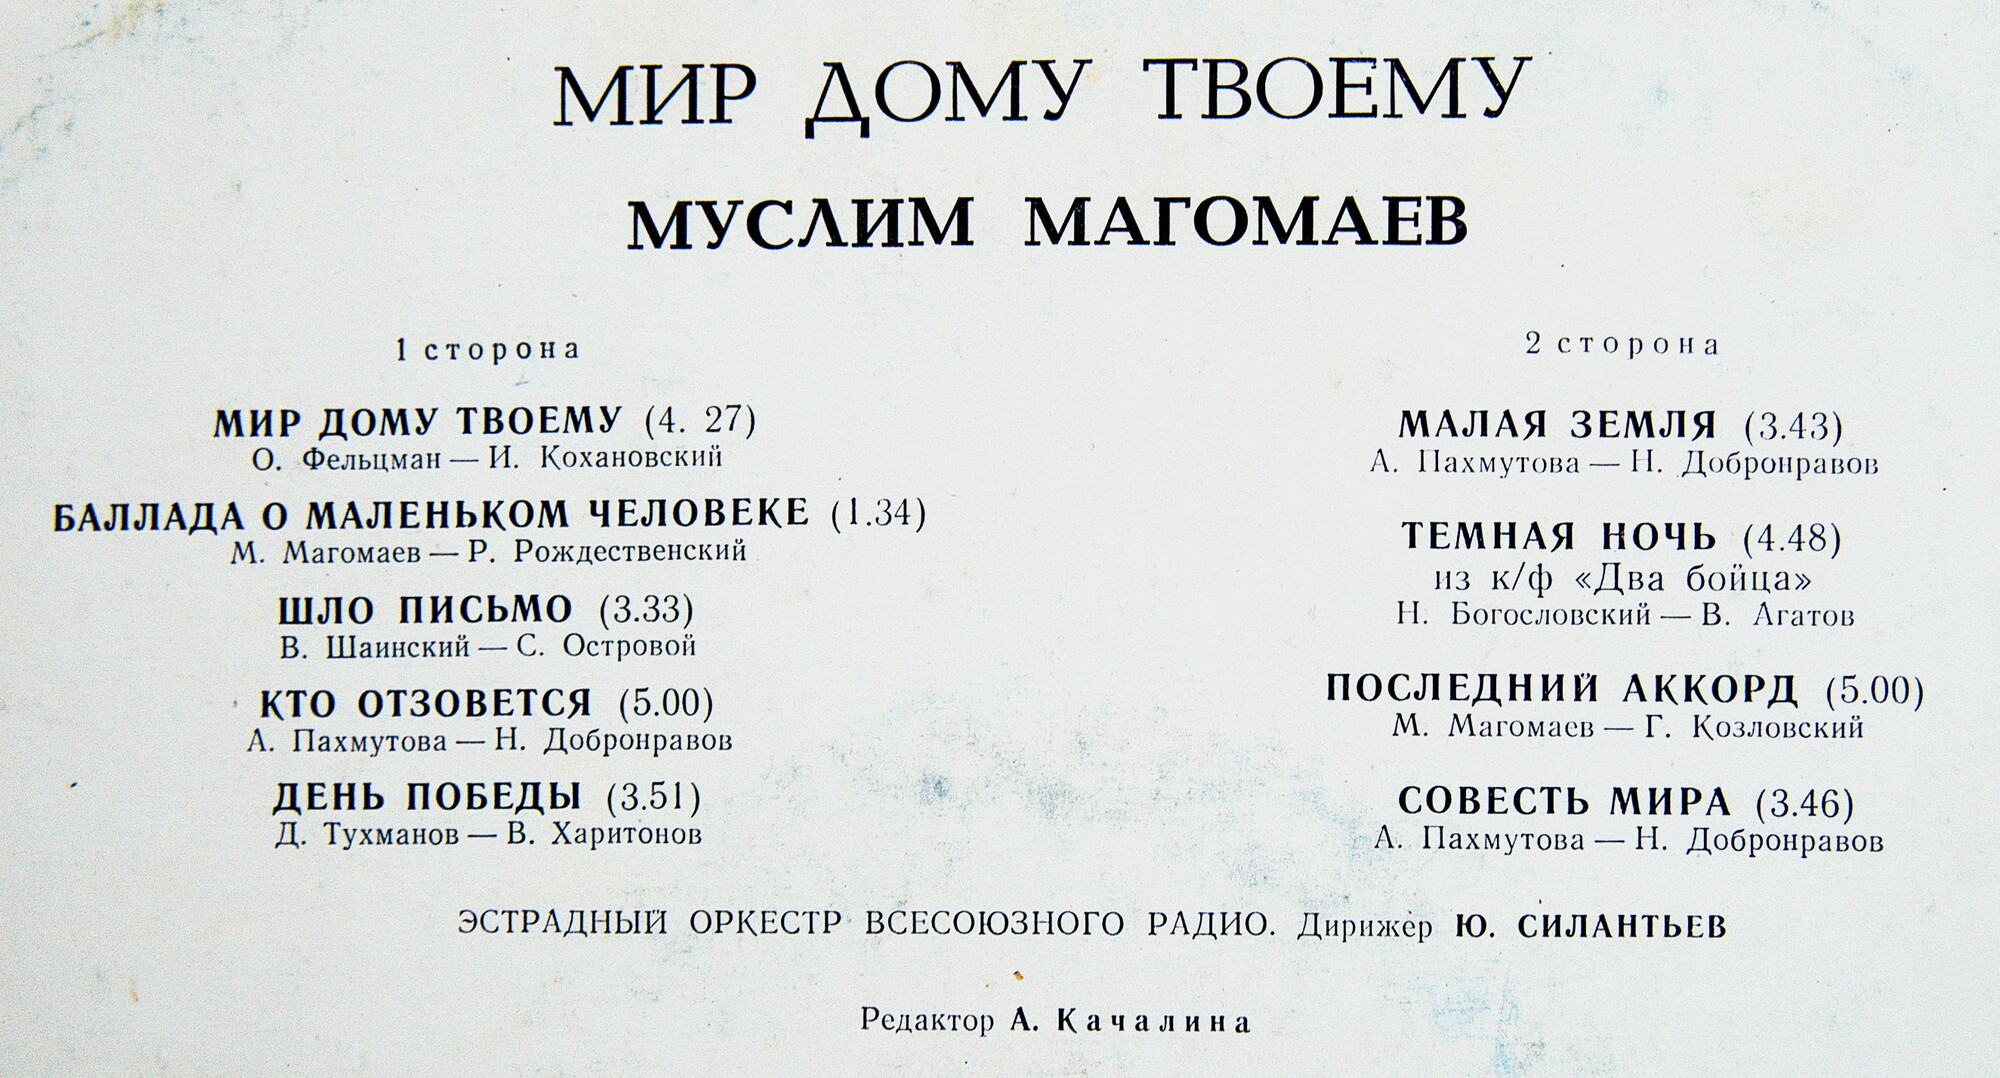 МИР ДОМУ ТВОЕМУ
МУСЛИМ МАГОМАЕВ
1 сторона
МИР ДОМУ ТВОЕМУ (4. 27)
О. Фельцман — И. Кохановский
БАЛЛАДА О МАЛЕНЬКОМ ЧЕЛОВЕКЕ (1.34)
М. Магомаев — Р. Рождественский
ШЛО ПИСЬМО (3.33)
В. Шаинский — С. Островой
КТО ОТЗОВЕТСЯ (5.00)
А. Пахмутова — Н. Добронравов
ДЕНЬ ПОБЕДЫ (3.51)
Д. Тухманов — В. Харитонов
2 сторона
МАЛАЯ ЗЕМЛЯ (3.43)
А. Пахмутова — Н. Добронравов
ТЕМНАЯ НОЧЬ (4.48)
из к/ф «Два бойца»
Н. Богословский — В. Агатов
ПОСЛЕДНИЙ АККОРД (5.00)
М. Магомаев — Г. Козловский
СОВЕСТЬ МИРА (3.46)
А. Пахмутова — Н. Добронравов
ЭСТРАДНЫЙ ОРКЕСТР ВСЕСОЮЗНОГО РАДИО. Дирижер Ю. СИЛАНТЬЕВ
Редактор А. Качалина